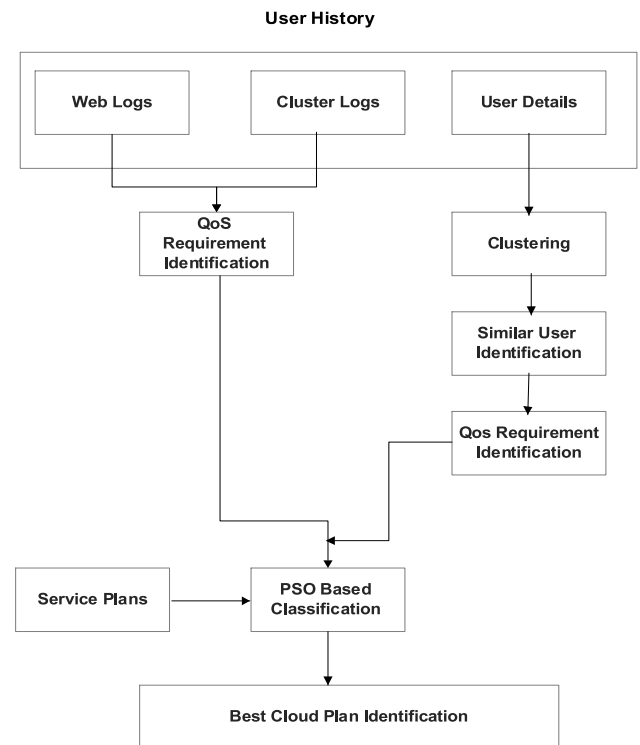 User History
Web Logs
Cluster Logs
User Details
QoS
Requirement
Identification
Clustering
Similar User
Identification
Qos Requirement
Identification
Service Plans
PSO Based
Classification
Best Cloud Plan Identification